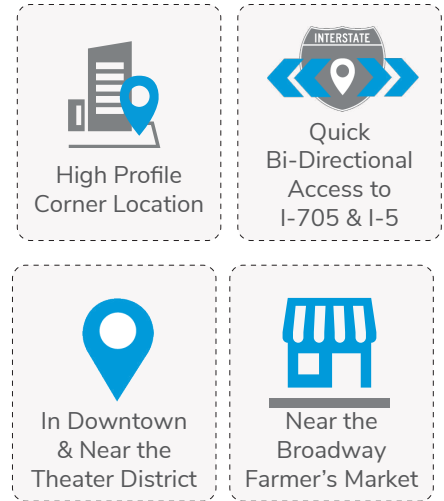 High Profile
Corner Location
INTERSTATE
Quick
Bi-Directional
Access to
I-705 & I-5
In Downtown
& Near the
Theater District
Near the
Broadway
Farmer's Market